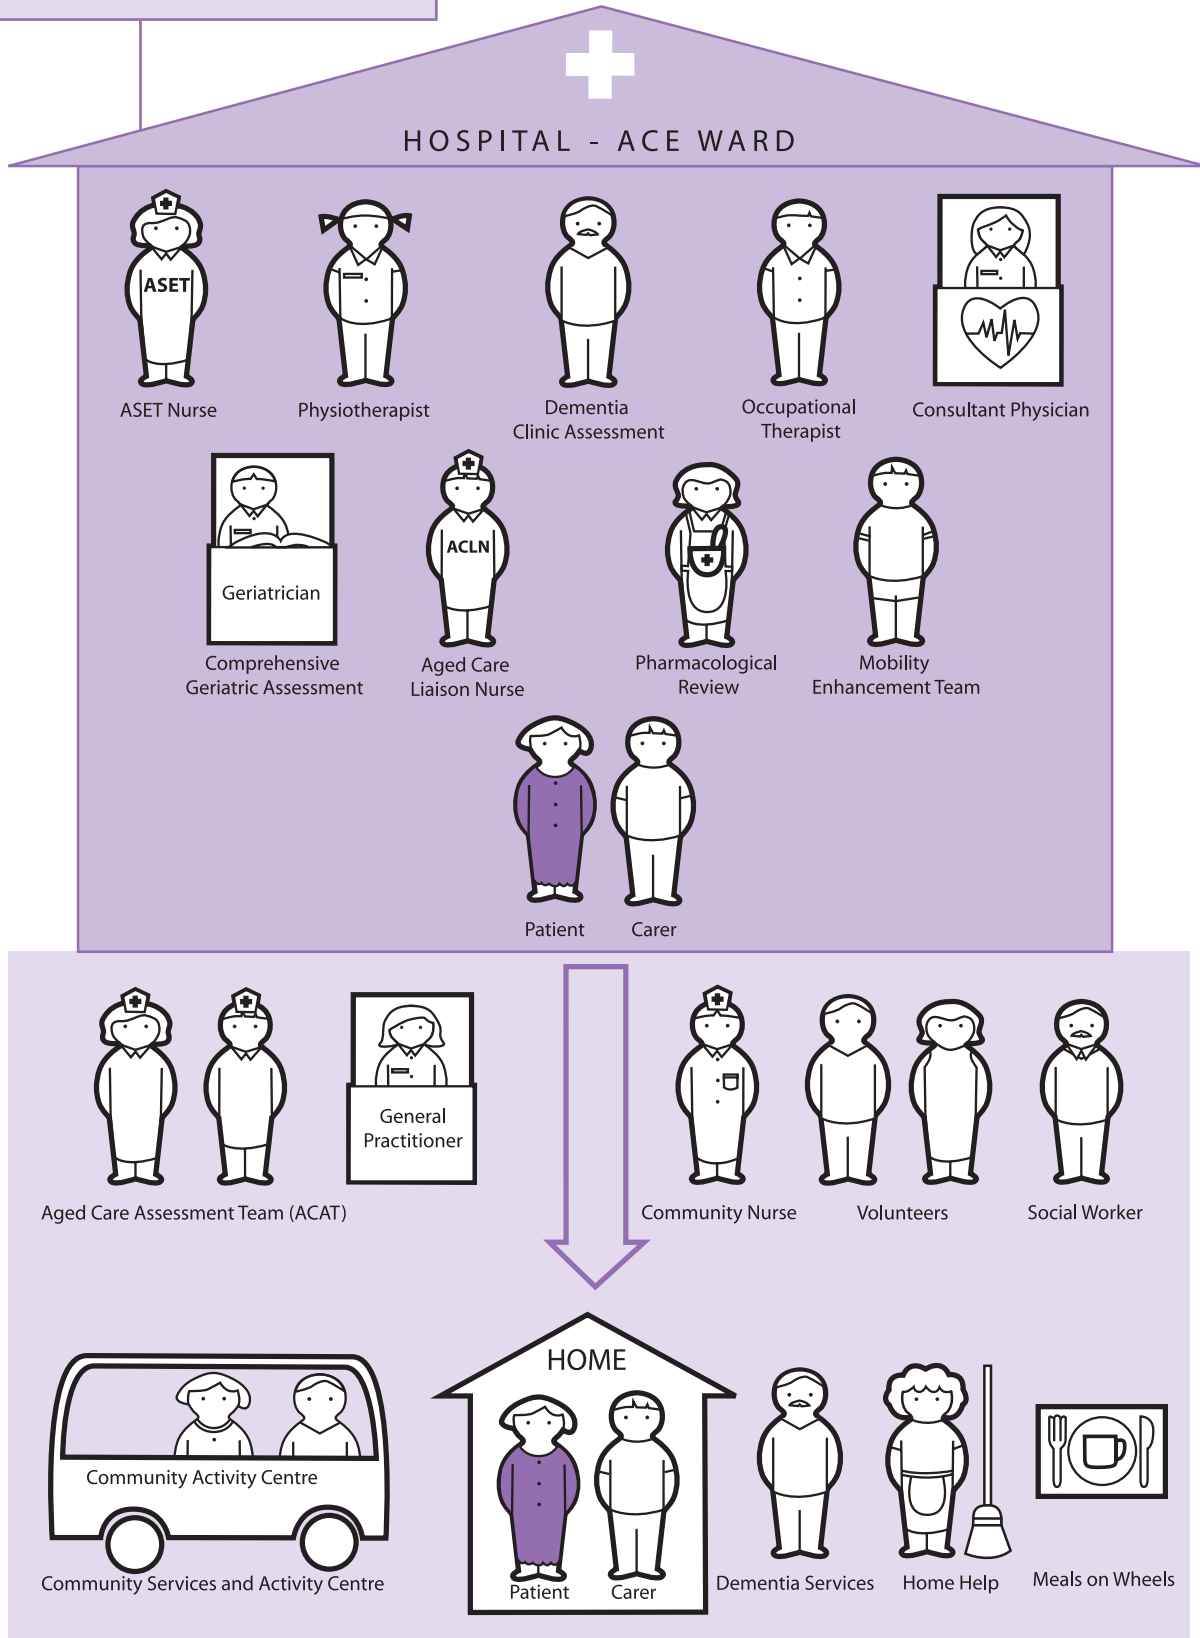 HOSPITAL - ACE WARD
ASET
ASET Nurse
Physiotherapist
Dementia
Clinic Assessment
Occupational
Therapist
Consultant Physician
Geriatrician
Comprehensive
Geriatric Assessment
ACLN
Aged Care
Liaison Nurse
Pharmacological
Review
Mobility
Enhancement Team
Patient
Carer
Aged Care Assessment Team (ACAT)
General
Practitioner
Community Nurse
Volunteers
Social Worker
Community Activity Centre
Community Services and Activity Centre
HOME
Patient
Carer
Dementia Services
Home Help
Meals on Wheels